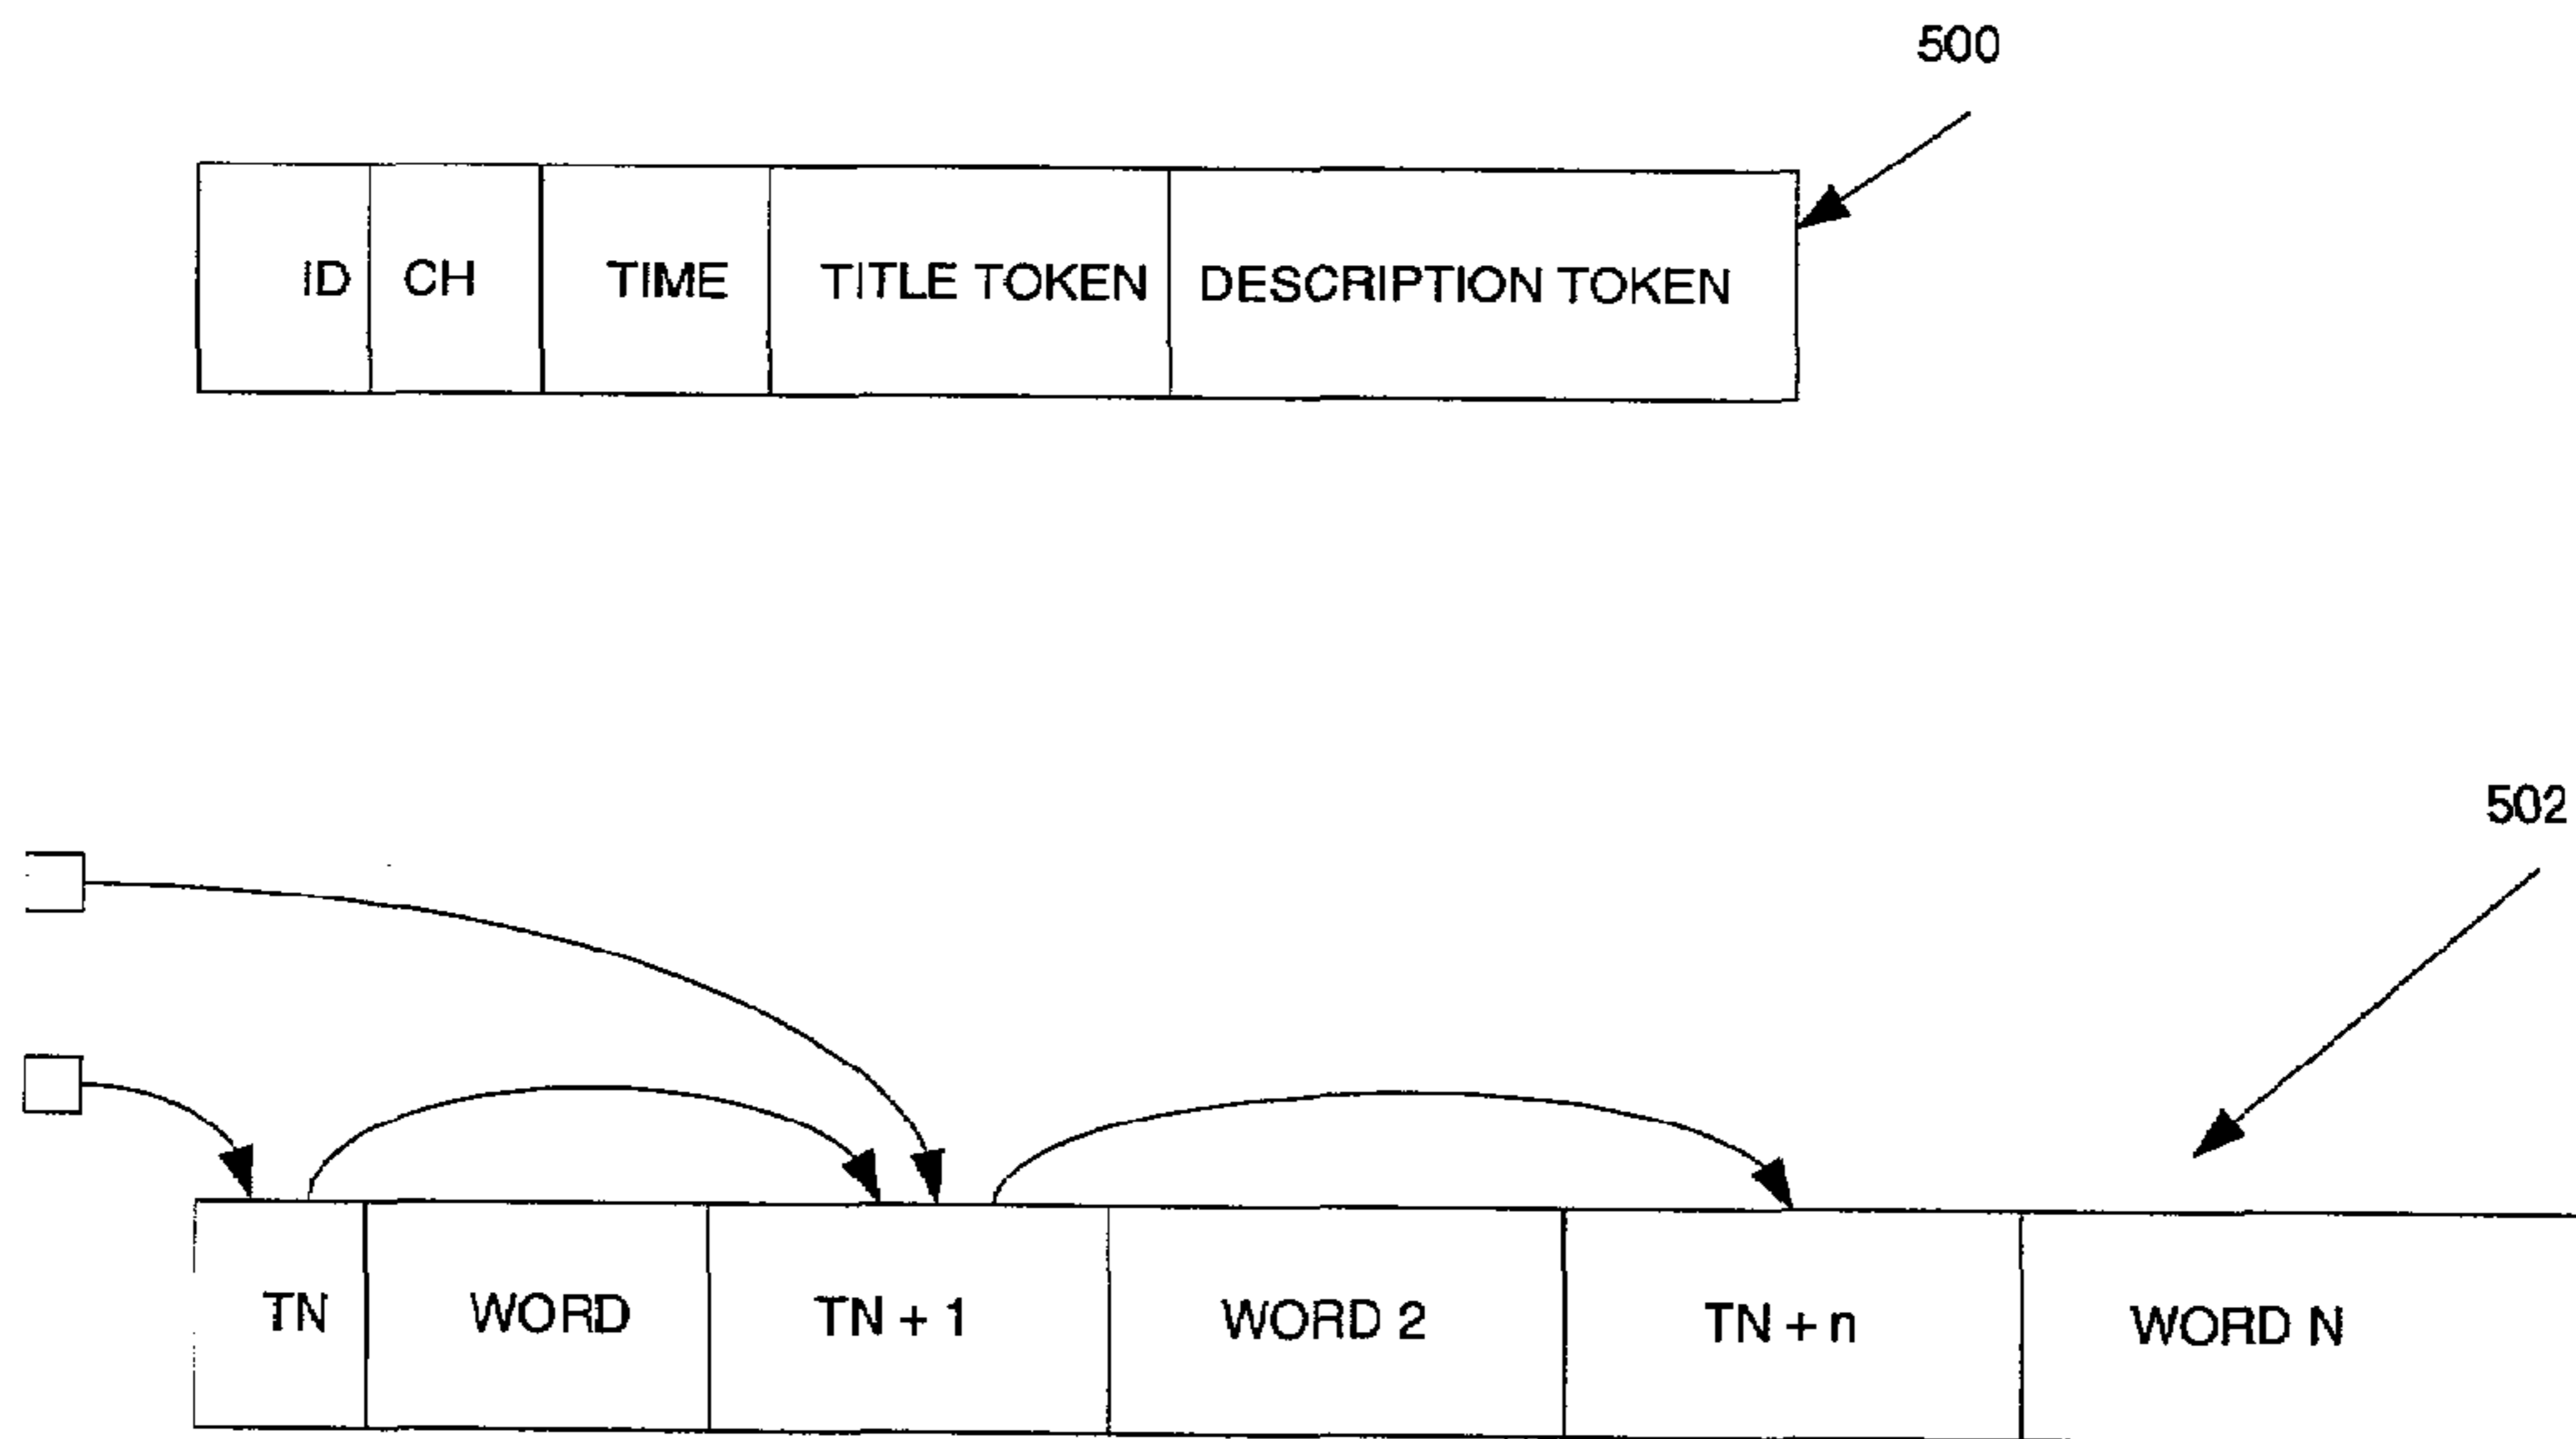 500
ID CH TIME TITLE TOKEN DESCRIPTION TOKEN
502
TN WORD TN + 1 WORD 2 TN + n WORD N